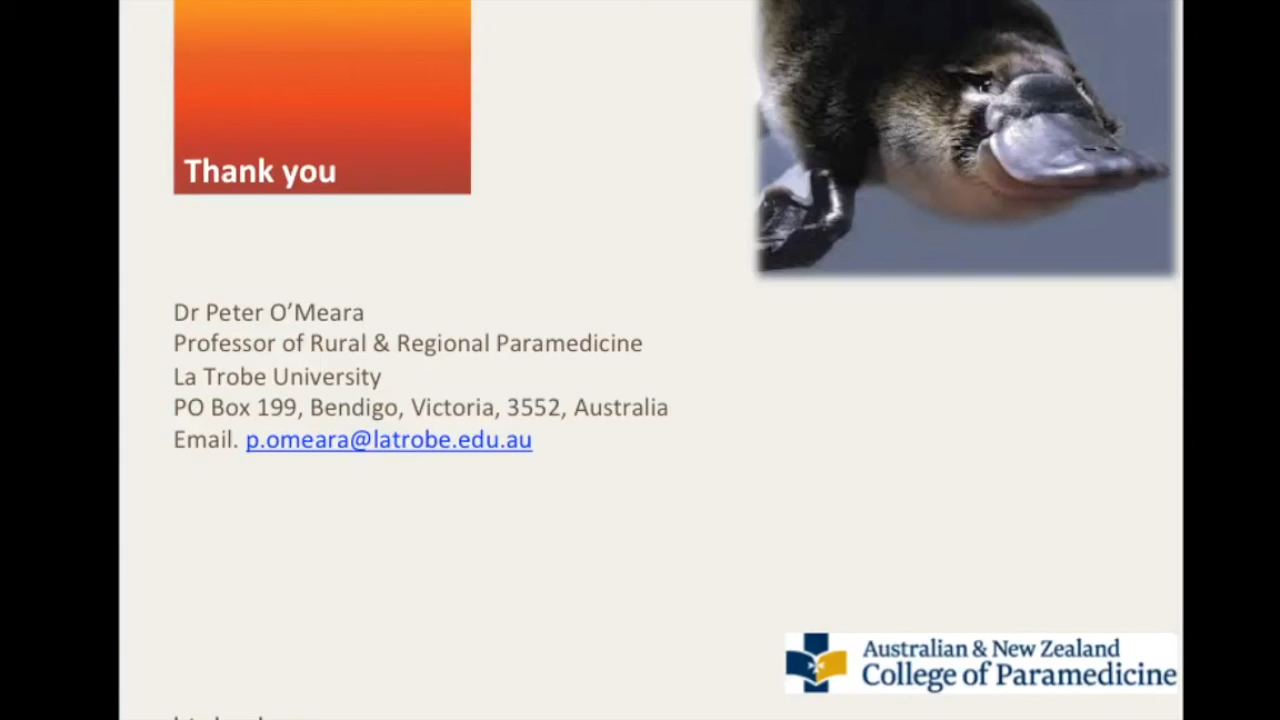 Thank you
Dr Peter O’Meara
Professor of Rural & Regional Paramedicine
La Trobe University
PO Box 199, Bendigo, Victoria, 3552, Australia
Email. p.omeara@latrobe.edu.au
Australian & New Zealand
College of Paramedicine